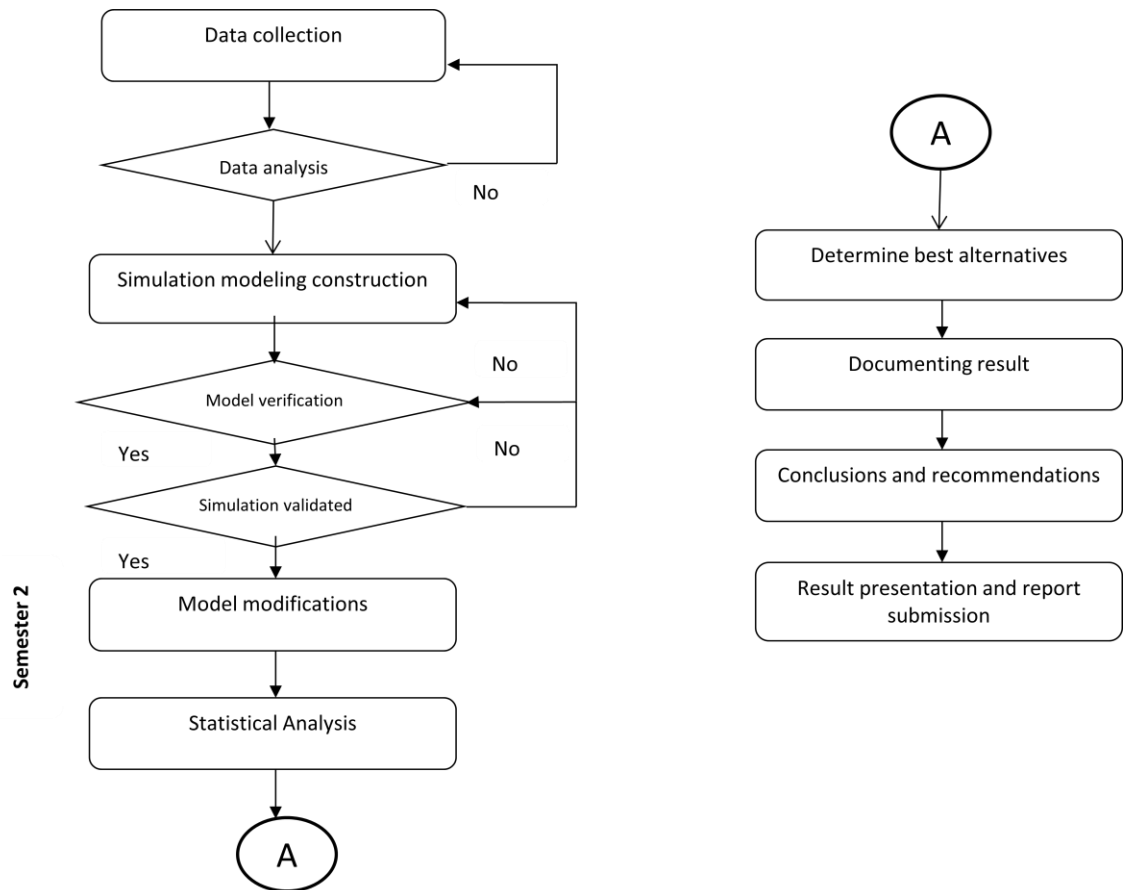 Data collection
Data analysis
No
Simulation modeling construction
No
Model verification
Yes
No
Simulation validated
Yes
Model modifications
Semester 2
Statistical Analysis
A
A
Determine best alternatives
Documenting result
Conclusions and recommendations
Result presentation and report
submission